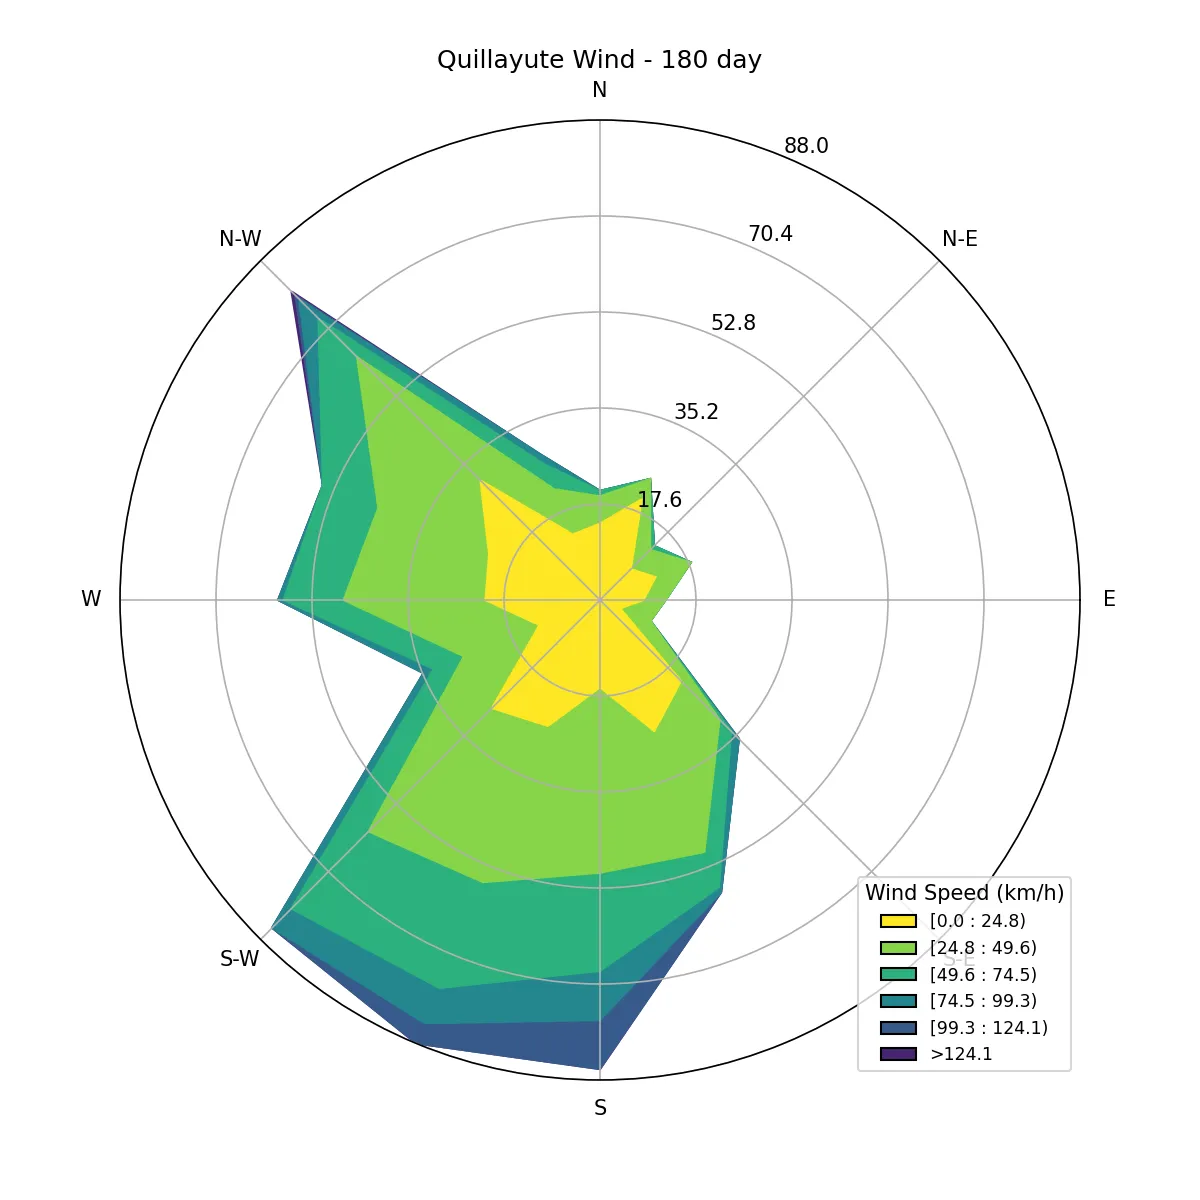 Quillayute Wind - 180 day
N
88.0
N-W
70.4
N-E
52.8
35.2
17.6
W
E
S-W
S-E
S
Wind Speed (km/h)
[0.0 : 24.8)
[24.8 : 49.6)
[49.6 : 74.5)
[74.5 : 99.3)
[99.3 : 124.1)
>124.1